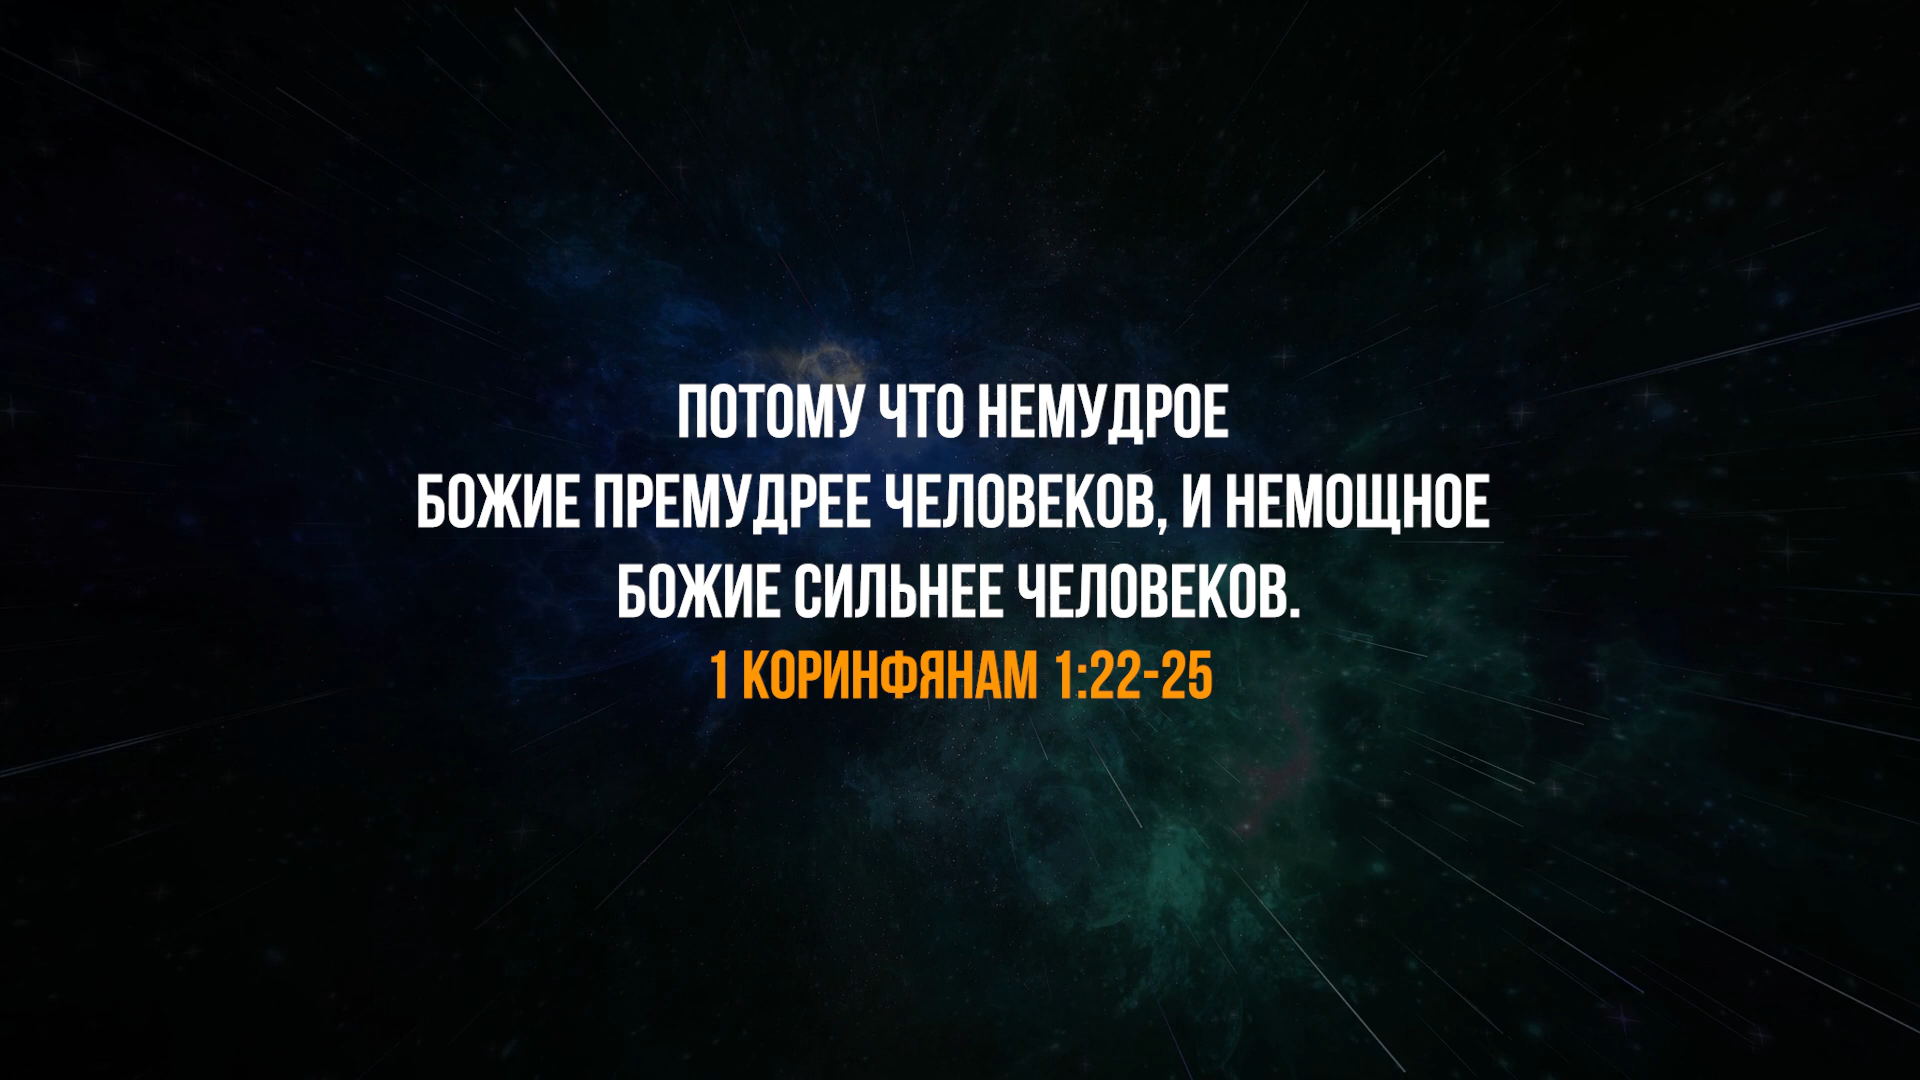 ПОТОМУ ЧТО НЕМУДРОЕ
БОЖИЕ ПРЕМУДРЕЕ ЧЕЛОВЕКОВ, И НЕМОЩНОЕ
БОЖИЕ СИЛЬНЕЕ ЧЕЛОВЕКОВ.
1 КОРИНФЯНАМ 1:22-25